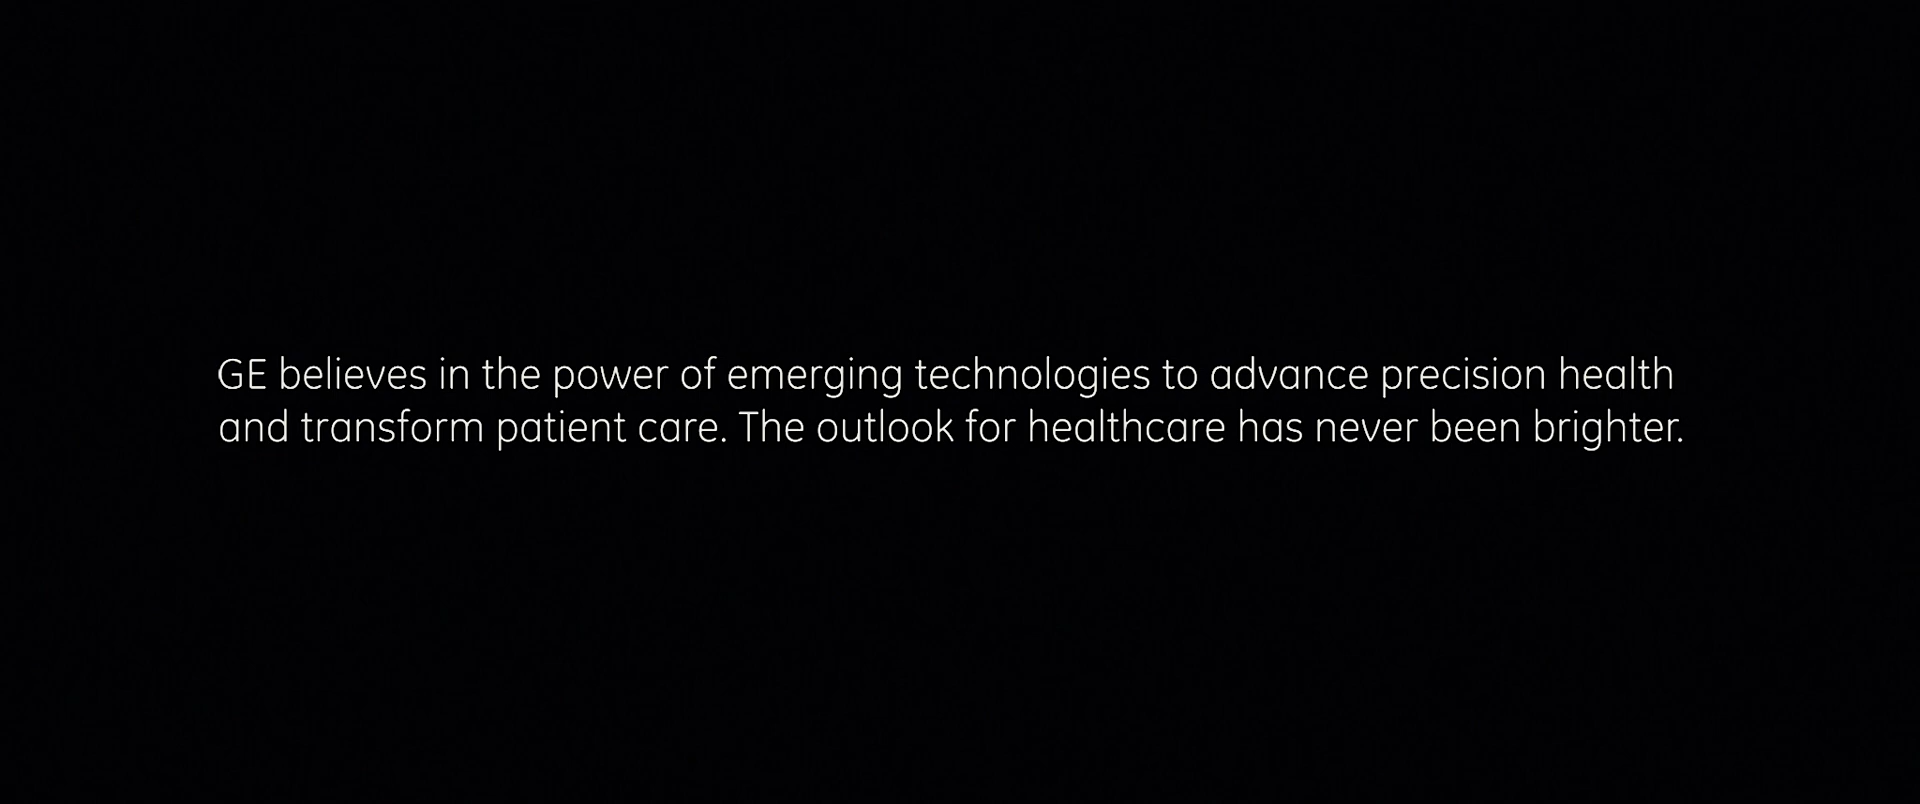 GE believes in the power of emerging technologies to advance precision health
and transform patient care. The outlook for healthcare has never been brighter.